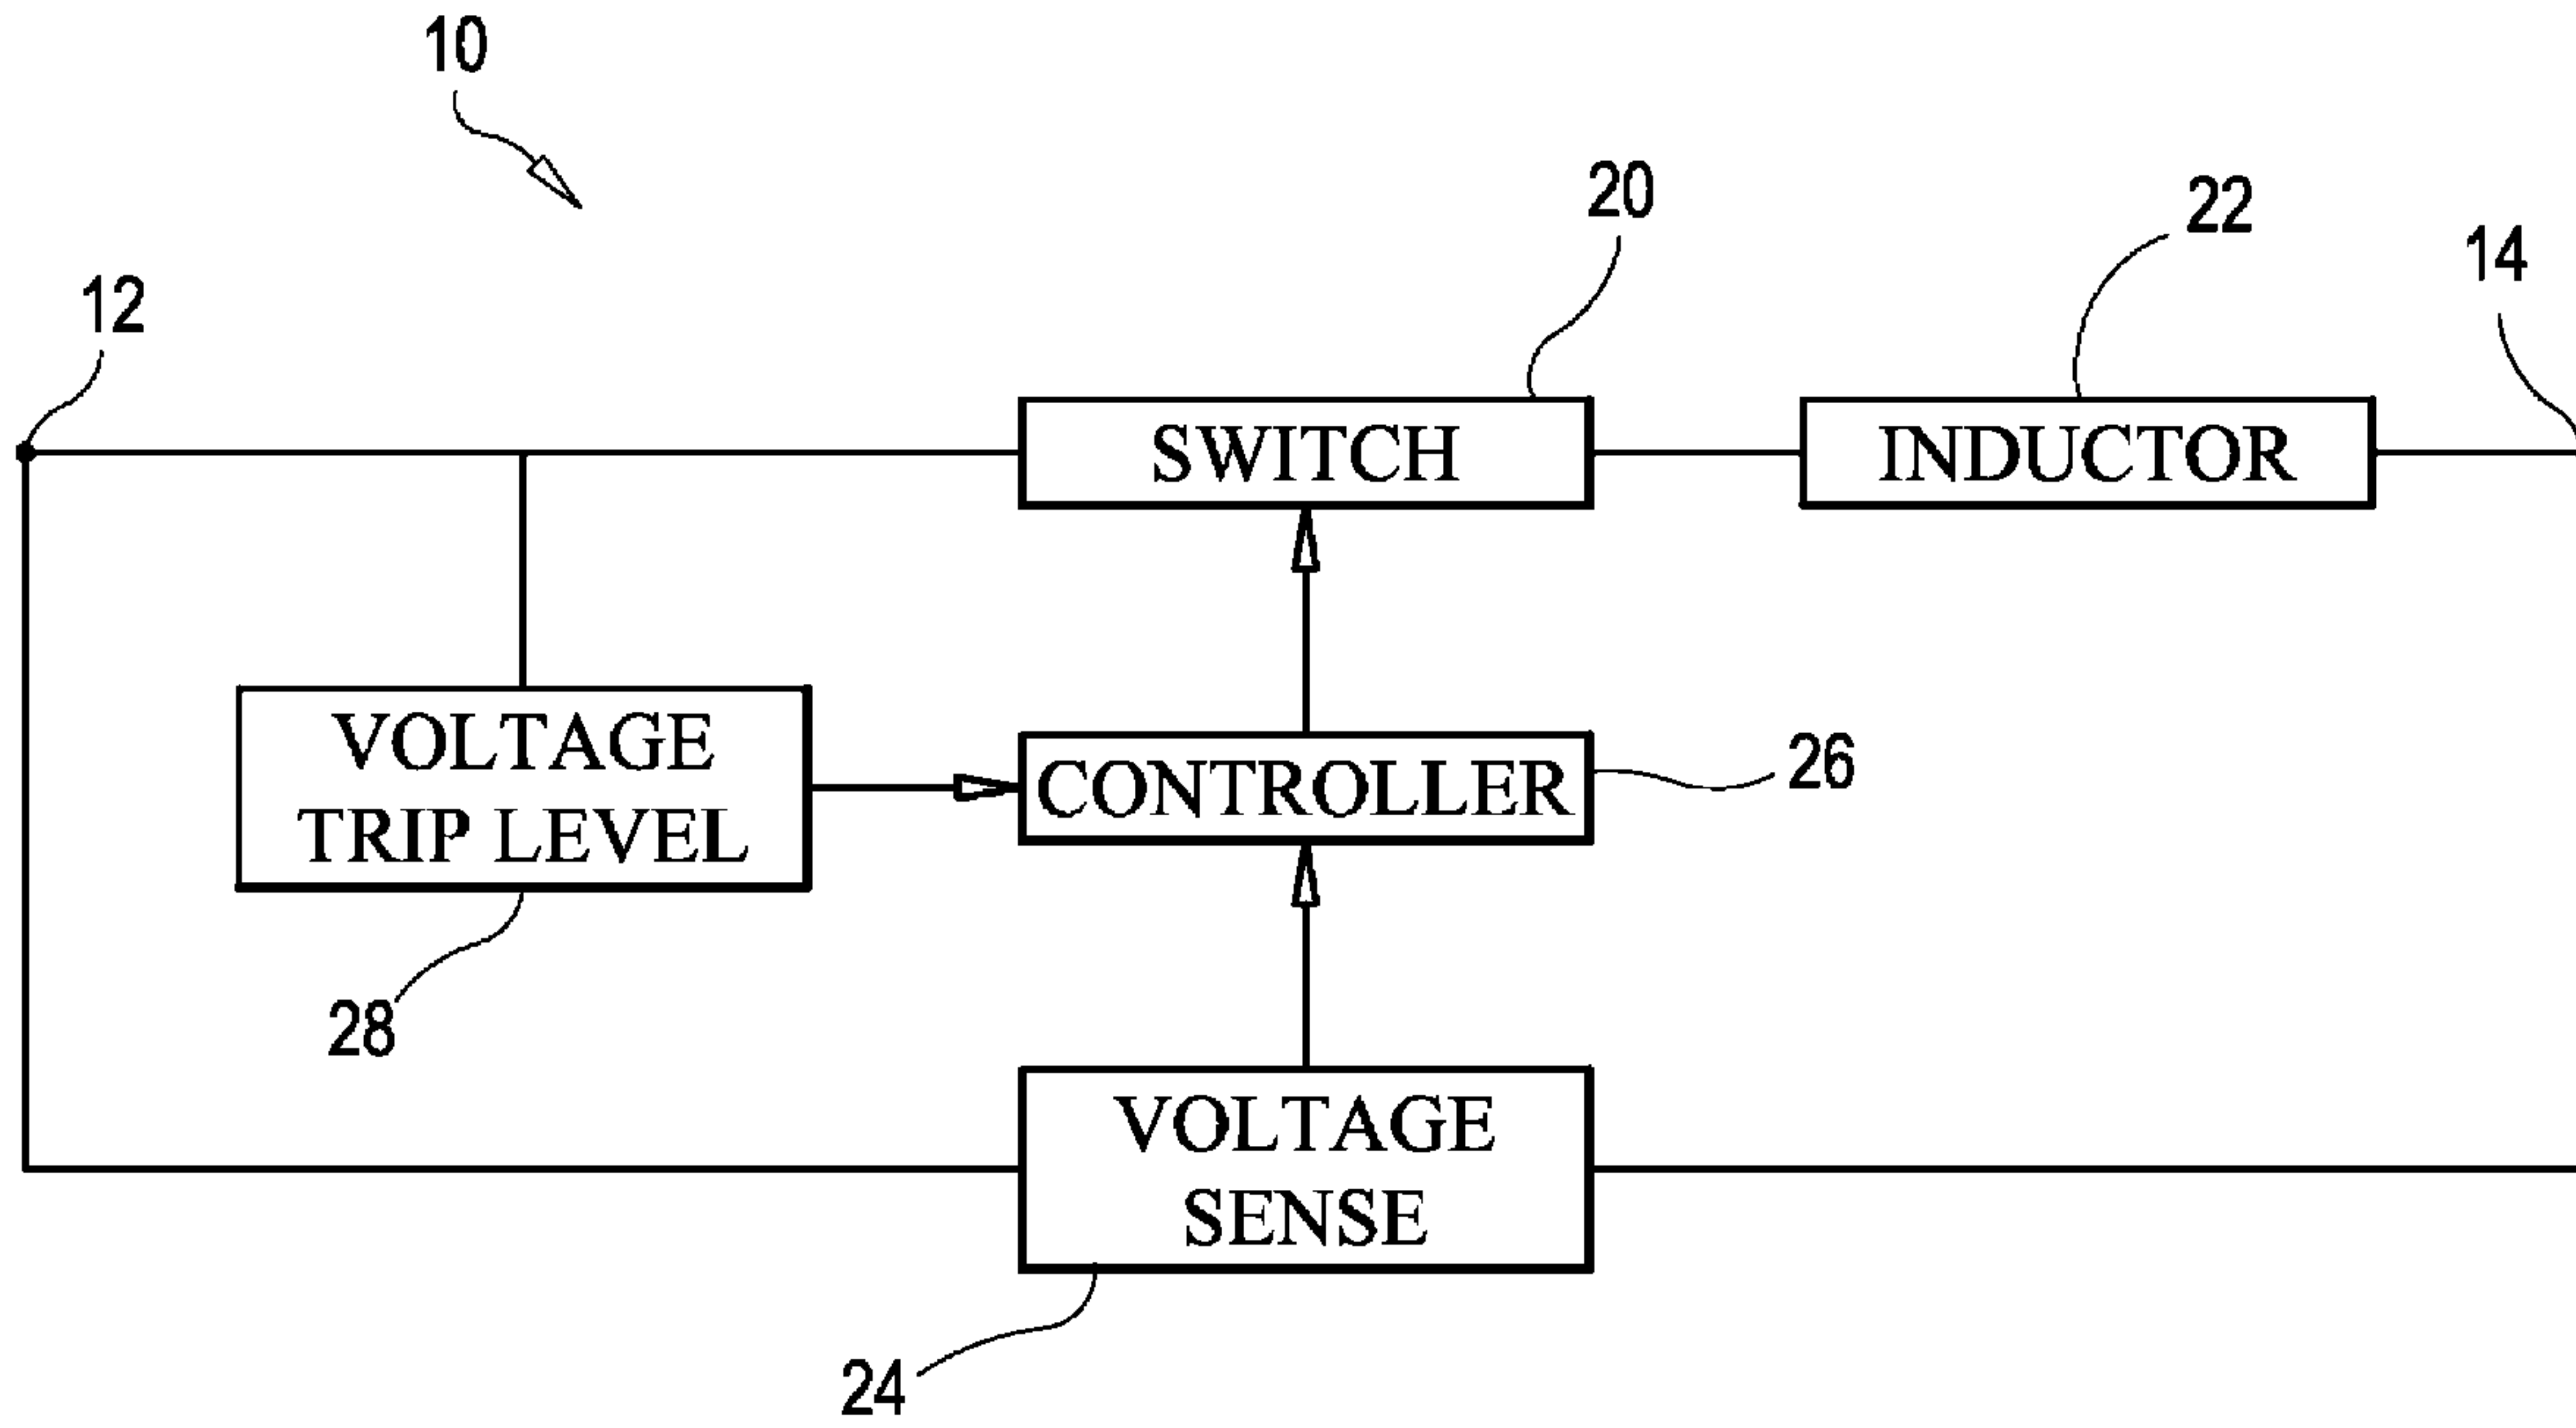 10
20
22
14
12
SWITCH
INDUCTOR
VOLTAGE
TRIP LEVEL
CONTROLLER
26
28
VOLTAGE
SENSE
24